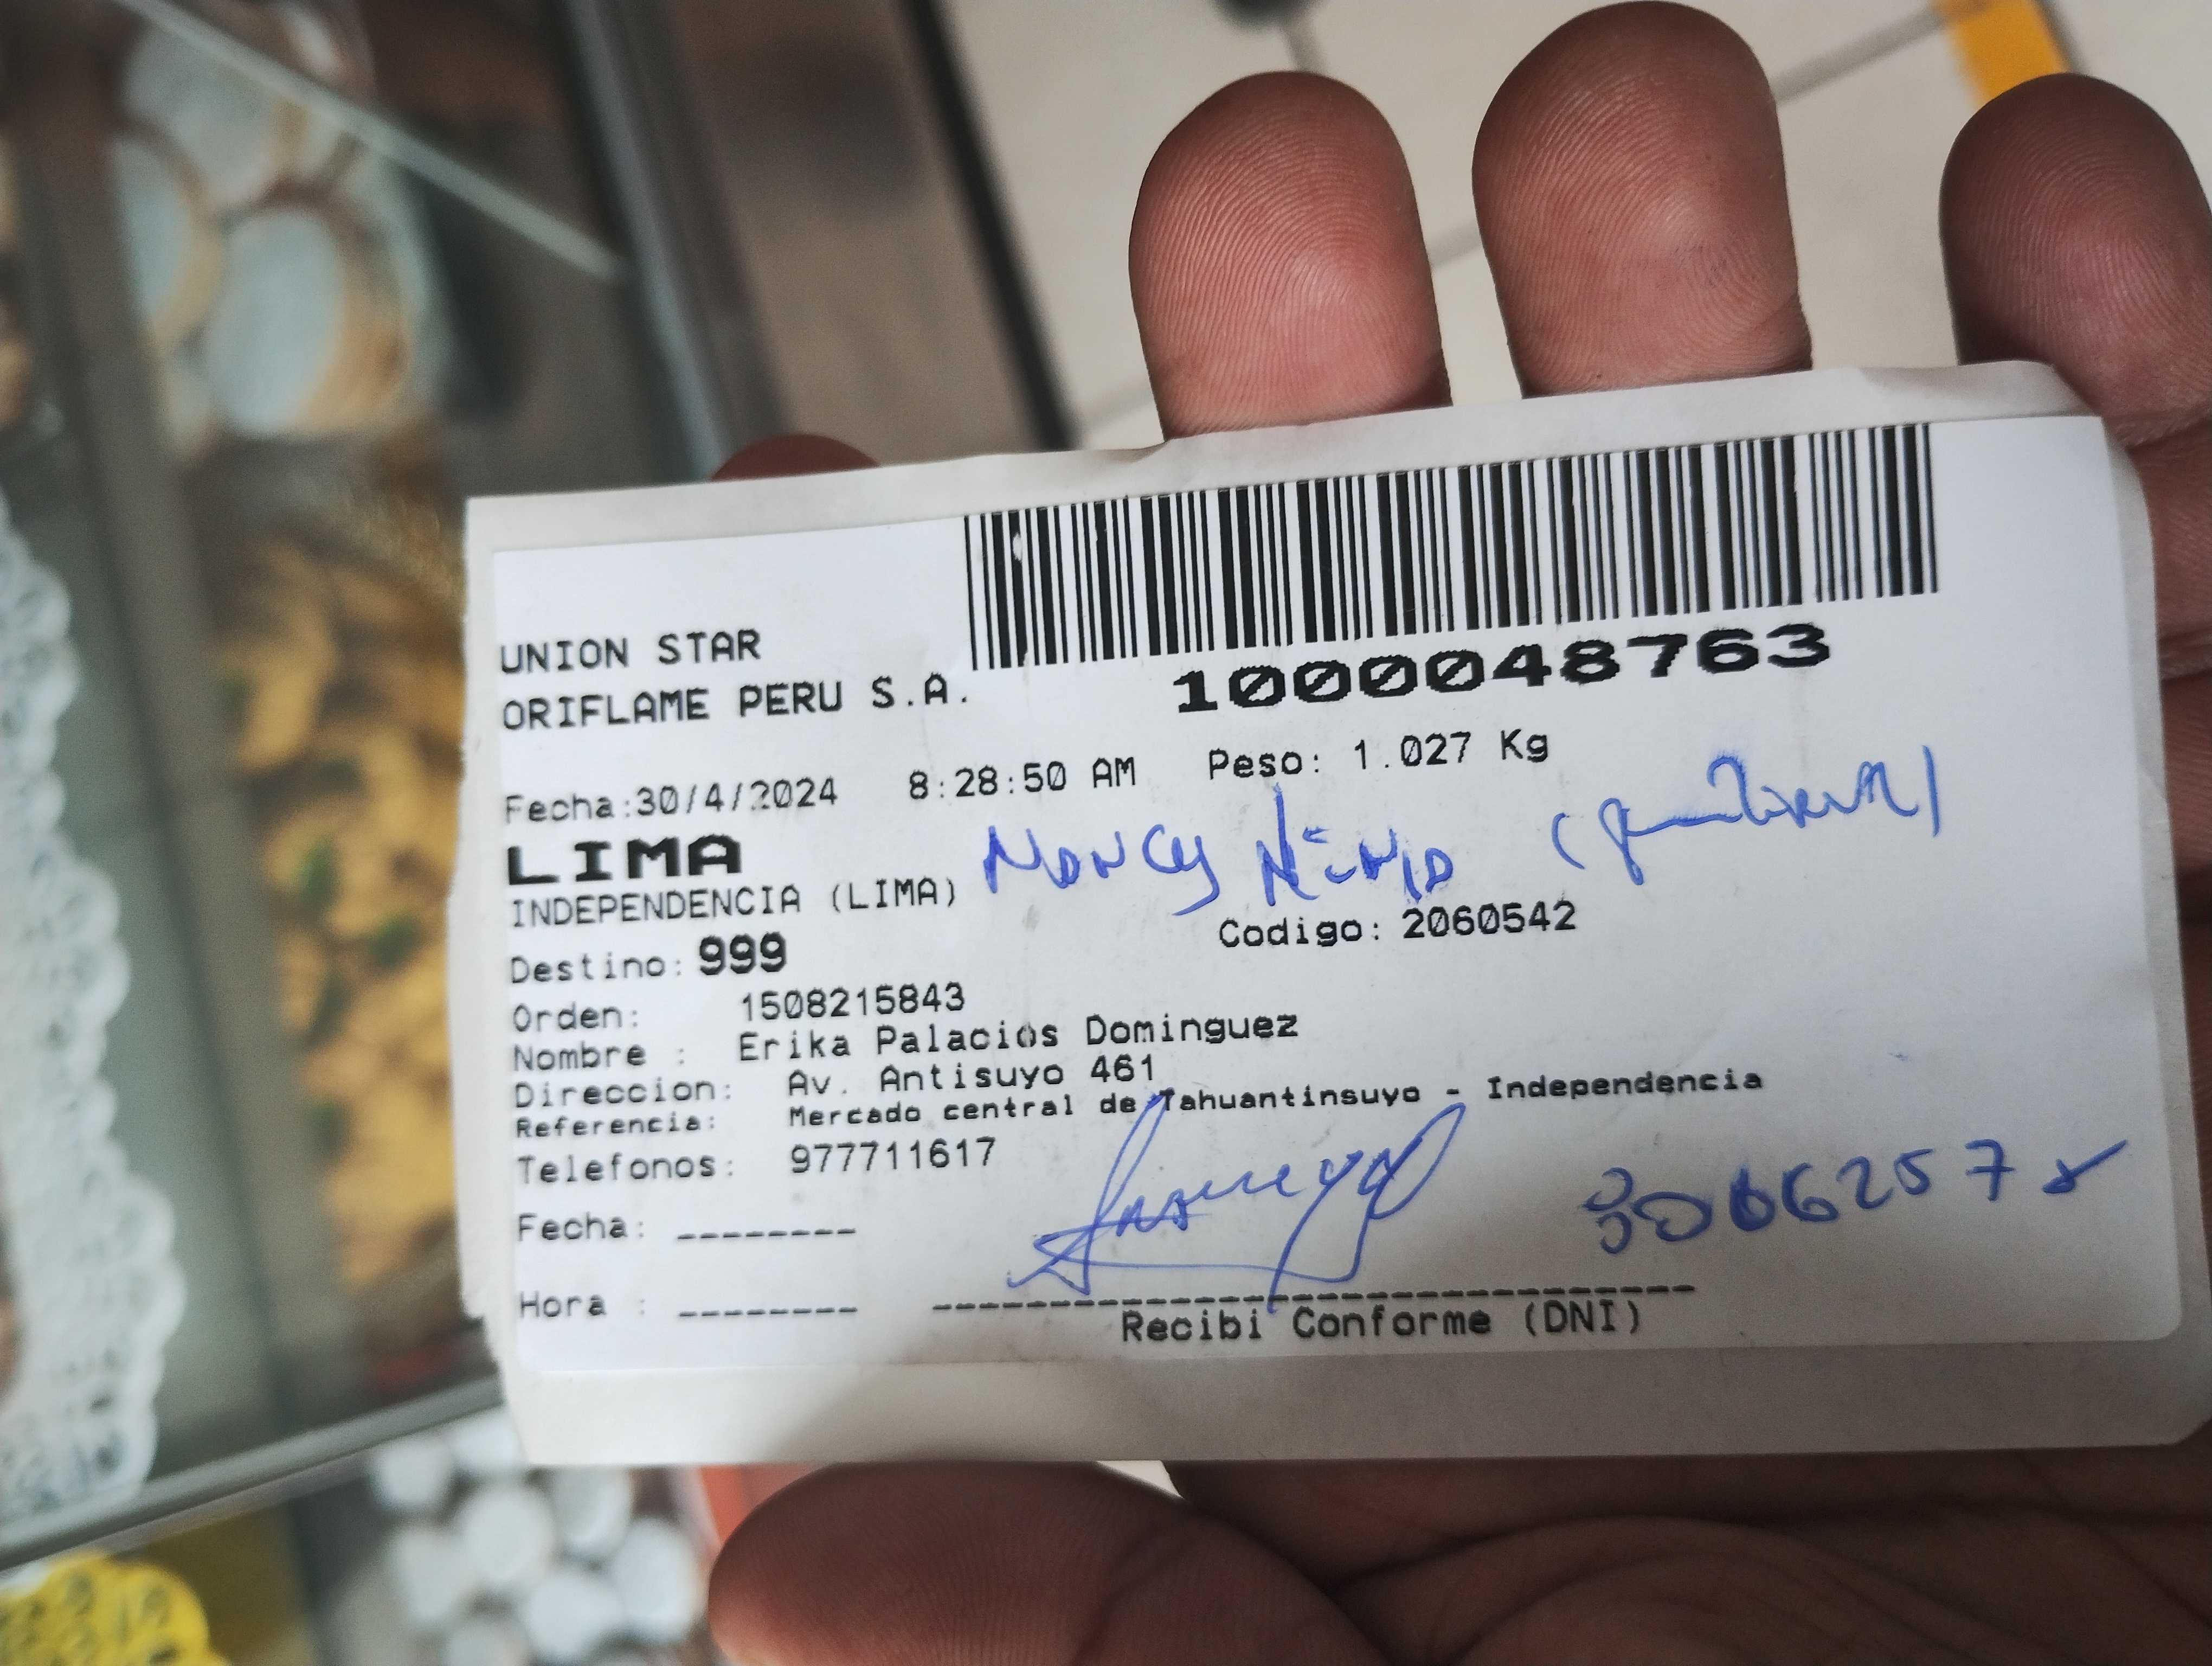 UNION STAR
ORIFLAME PERU S.A.
1000048763
Fecha:30/4/2024 8:28:50 AM Peso: 1.027 Kg
LIMA
Nancy
INDEPENDENCIA (LIMA)
Destino: 999 Codigo: 2060542
Orden: 1508215843
Nombre : Erika Palacios Dominguez
Direccion: Av. Antisuyo 461
Referencia: Mercado central de Tahuantinsuyo - Independencia
Telefonos: 977711617
Fecha: --------
Hora : --------
Recibi Conforme (DNI)